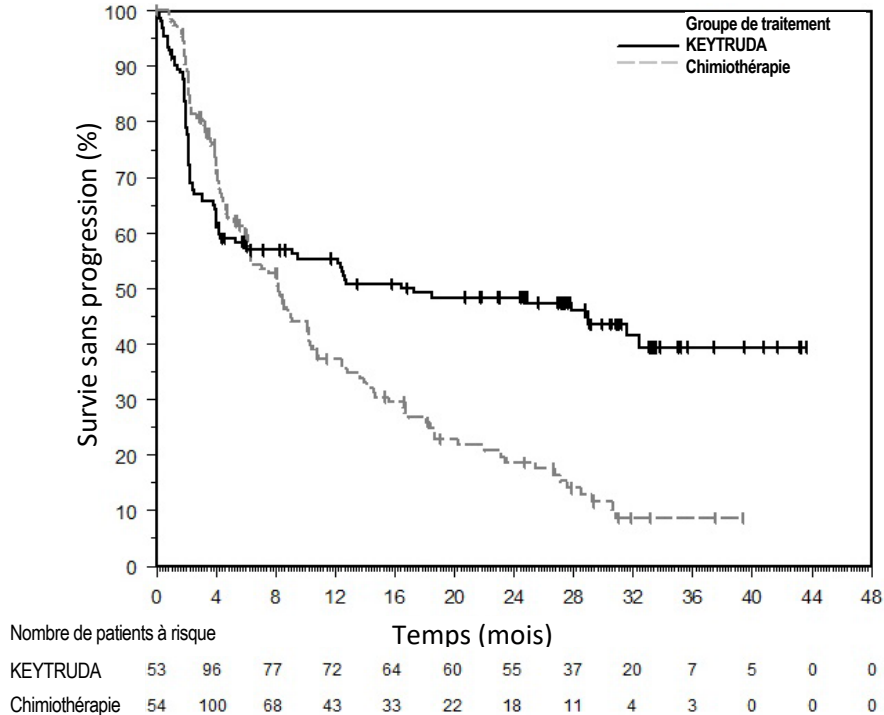 Groupe de traitement
KEYTRUDA
Chimiothérapie
Survie sans progression (%)
100
90
80
70
60
50
40
30
20
10
0
0 4 8 12 16 20 24 28 32 36 40 44 48
Temps (mois)
Nombre de patients à risque
KEYTRUDA 53 96 77 72 64 60 55 37 20 7 5 0 0
Chimiothérapie 54 100 68 43 33 22 18 11 4 3 0 0 0